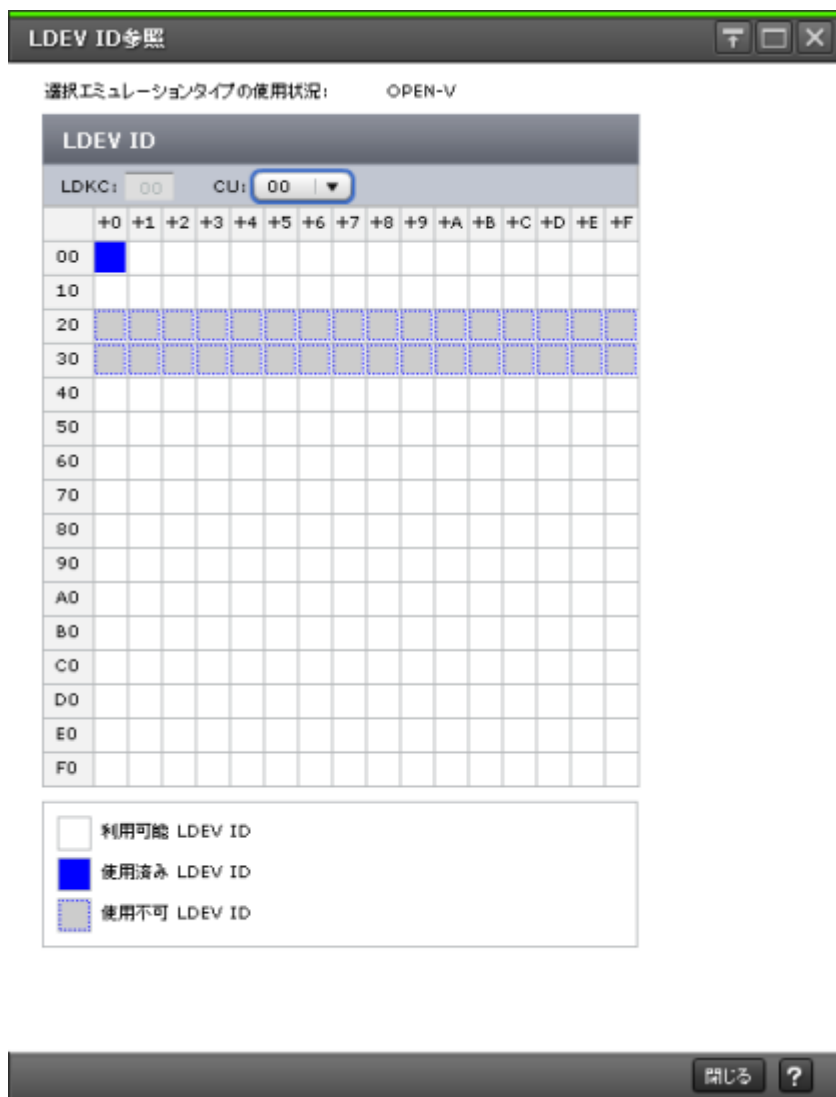 LDEV ID参照
選択エミュレーションタイプの使用状況: OPEN-V
LDEV ID
LDKC: 00 CU: 00
+0 +1 +2 +3 +4 +5 +6 +7 +8 +9 +A +B +C +D +E +F
00
10
20
30
40
50
60
70
80
90
A0
B0
C0
D0
E0
F0
利用可能 LDEV ID
使用済み LDEV ID
使用不可 LDEV ID
閉じる ?